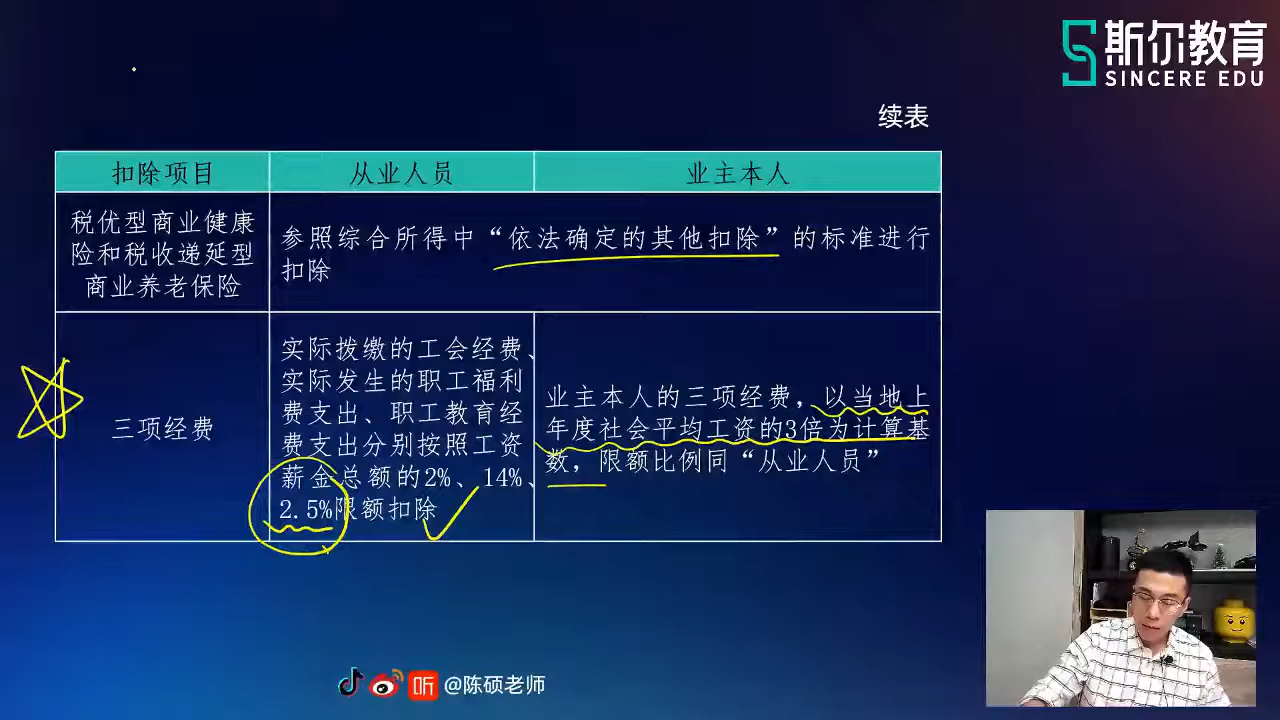 斯尔教育
SINCERE EDU
续表
扣除项目
从业人员
业主本人
税优型商业健康
险和税收递延型
商业养老保险
参照综合所得中“依法确定的其他扣除”的标准进行
扣除
三项经费
实际拨缴的工会经费、
实际发生的职工福利
费支出、职工教育经
费支出分别按照工资
薪金总额的2%、14%、
2.5%限额扣除
业主本人的三项经费，以当地上
年度社会平均工资的3倍为计算基
数，限额比例同“从业人员”
听 @陈硕老师